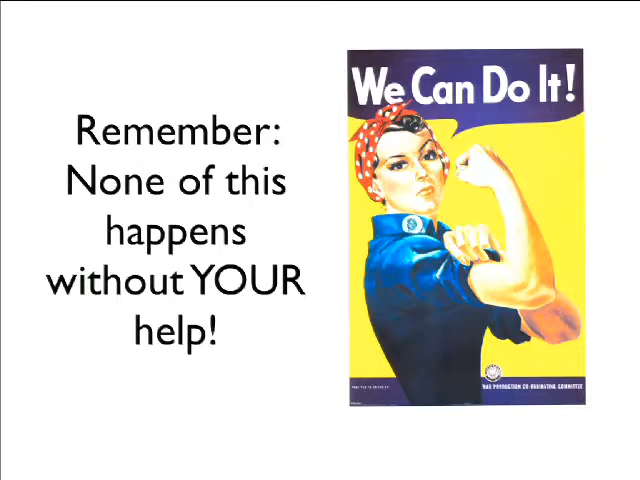 Remember:
None of this
happens
without YOUR
help!
We Can Do It!
WAR PRODUCTION CO-ORDINATING COMMITTEE